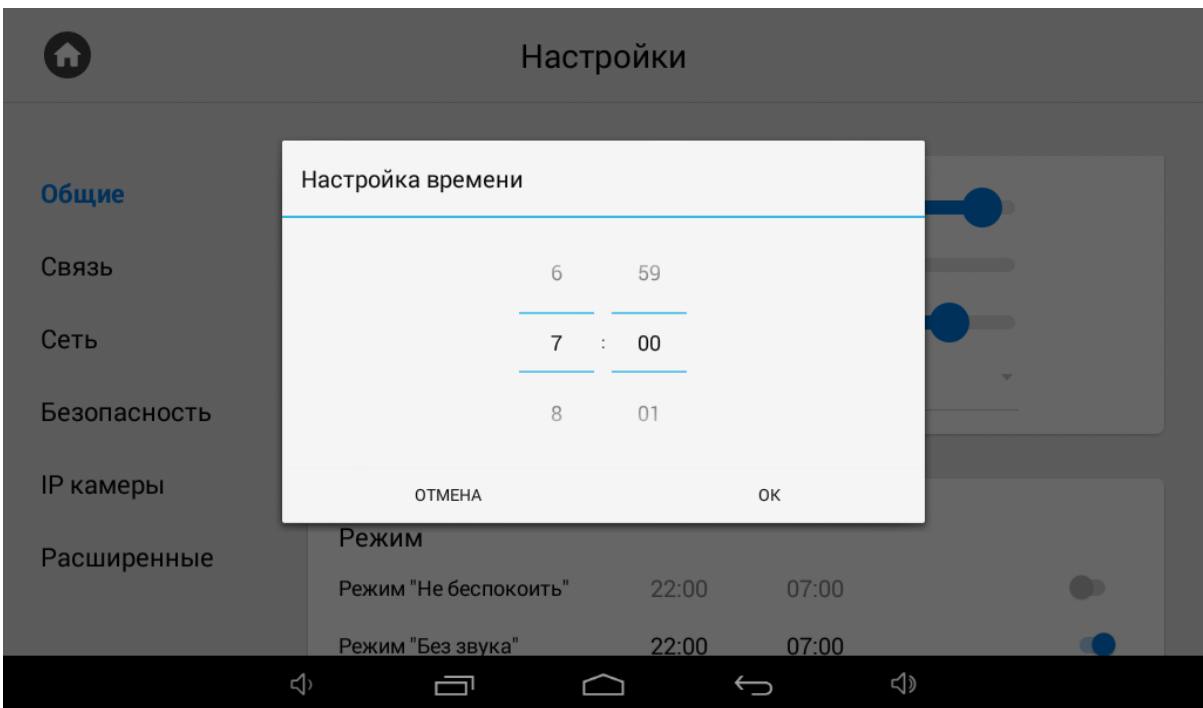 Настройки
Общие
Связь
Сеть
Безопасность
IP камеры
Расширенные
Настройка времени
6 59
7 : 00
8 01
ОТМЕНА ОК
Режим
Режим "Не беспокоить" 22:00 07:00
Режим "Без звука" 22:00 07:00